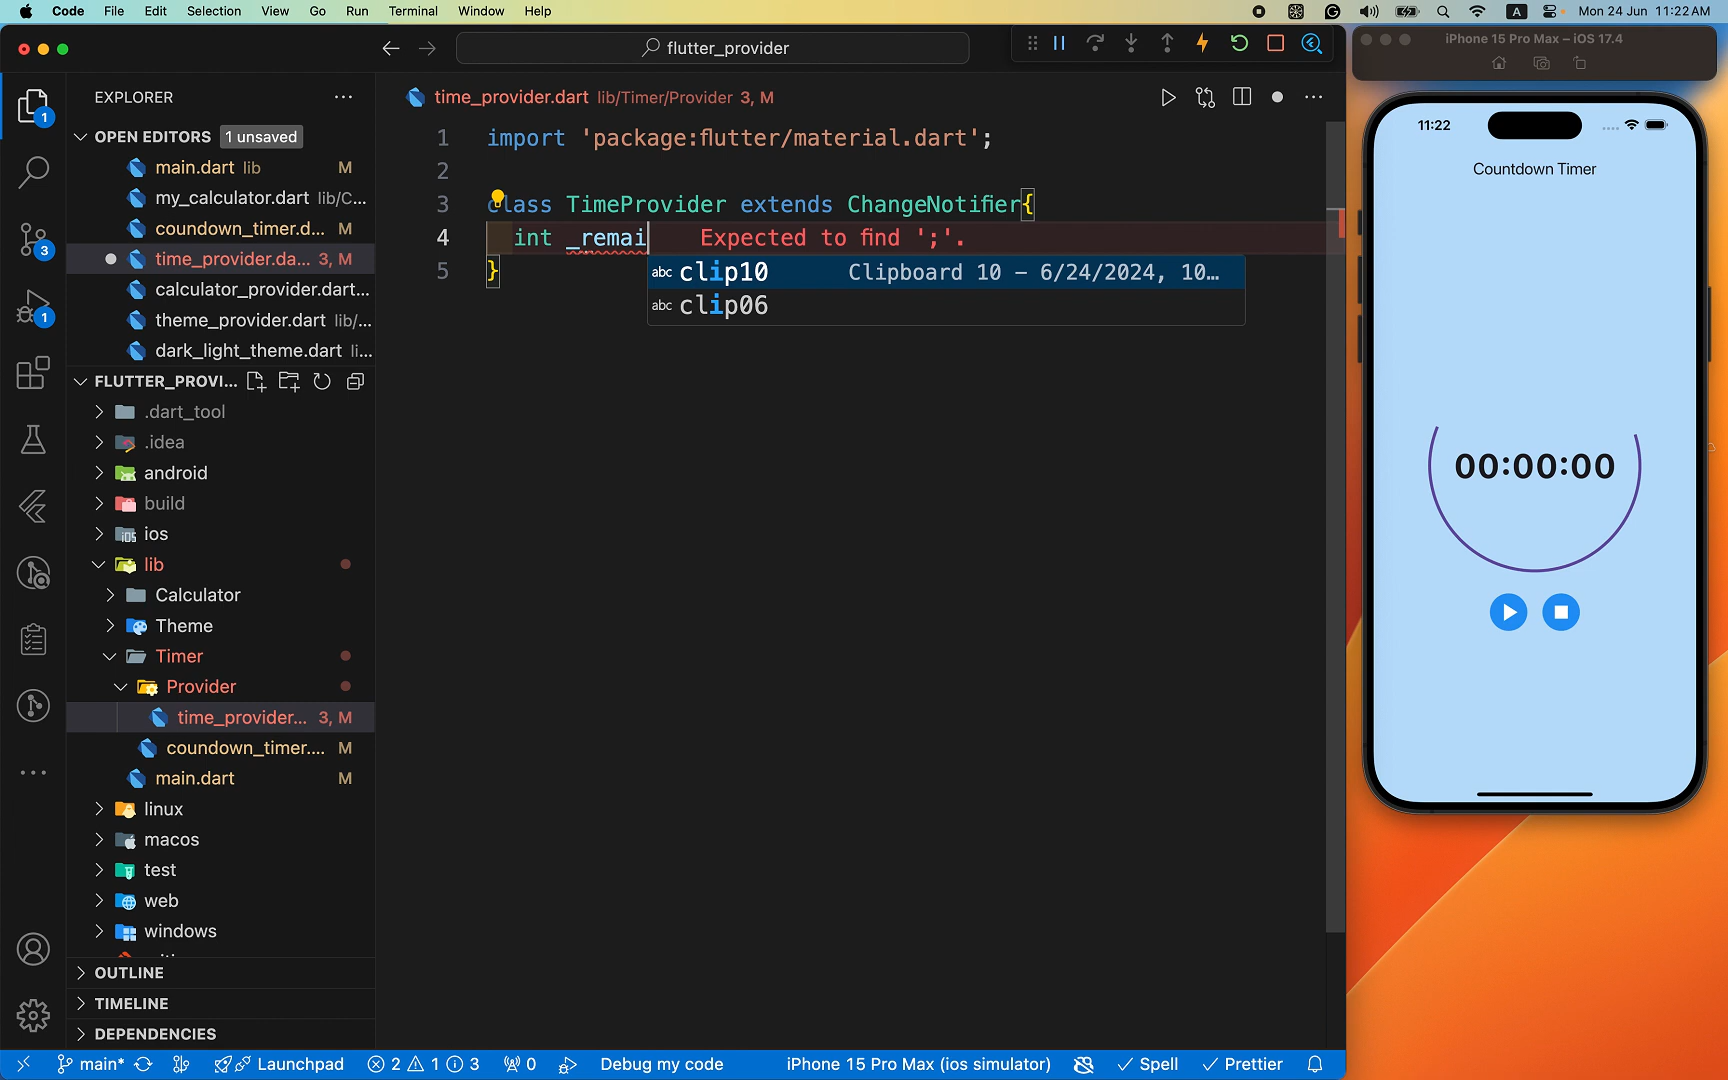 Code File Edit Selection View Go Run Terminal Window Help
A Mon 24 Jun 11:22 AM
flutter_provider
iPhone 15 Pro Max – iOS 17.4
EXPLORER
time_provider.dart lib/Timer/Provider 3, M
OPEN EDITORS 1 unsaved
main.dart lib M
my_calculator.dart lib/C...
coundown_timer.d... M
time_provider.da... 3, M
calculator_provider.dart...
theme_provider.dart lib/...
dark_light_theme.dart li...
FLUTTER_PROVI...
.dart_tool
.idea
android
build
ios
lib
Calculator
Theme
Timer
Provider
time_provider... 3, M
coundown_timer.... M
main.dart M
linux
macos
test
web
windows
OUTLINE
TIMELINE
DEPENDENCIES
1
3
1
1 import 'package:flutter/material.dart';
2
3 class TimeProvider extends ChangeNotifier{
4 int _remai Expected to find ';'.
5 }
abc clip10 Clipboard 10 – 6/24/2024, 10...
abc clip06
11:22
Countdown Timer
00:00:00
main* Launchpad 2 1 3 0 Debug my code iPhone 15 Pro Max (ios simulator) Spell Prettier